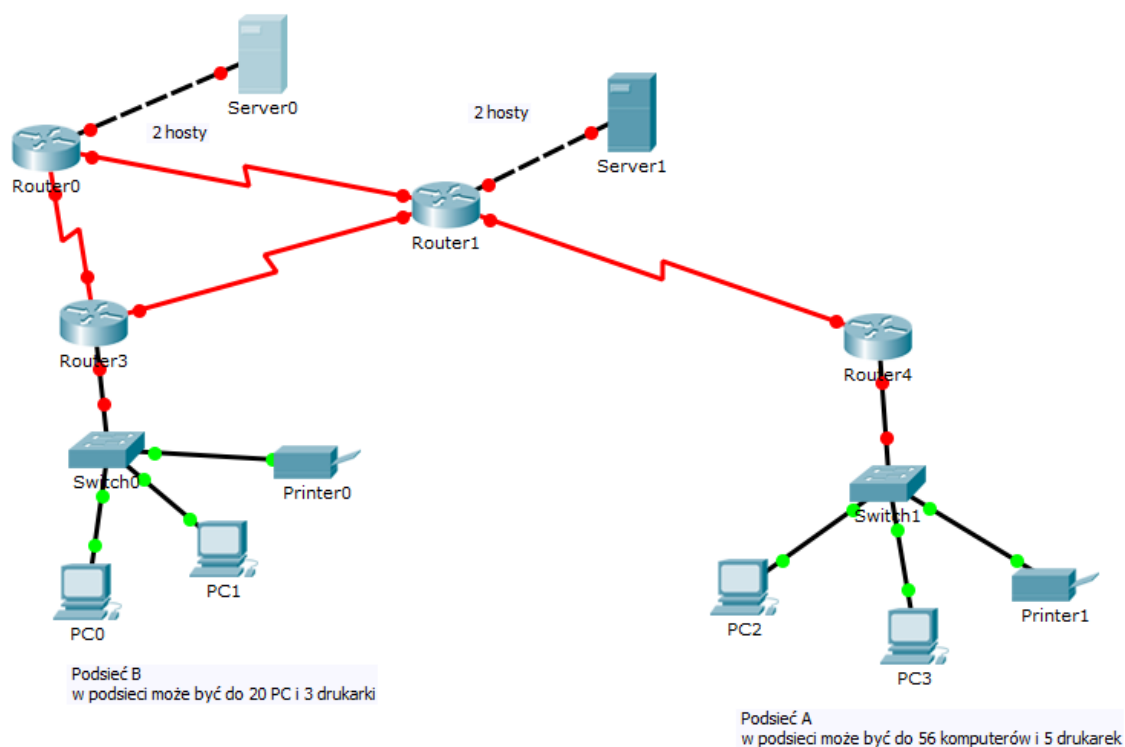 Server0
2 hosty
2 hosty
Server1
Router0
Router1
Router3
Router4
Switch0
Printer0
Switch1
PC1
PC0
PC2
Printer1
PC3
Podsieć B
w podsieci może być do 20 PC i 3 drukarki
Podsieć A
w podsieci może być do 56 komputerów i 5 drukarek